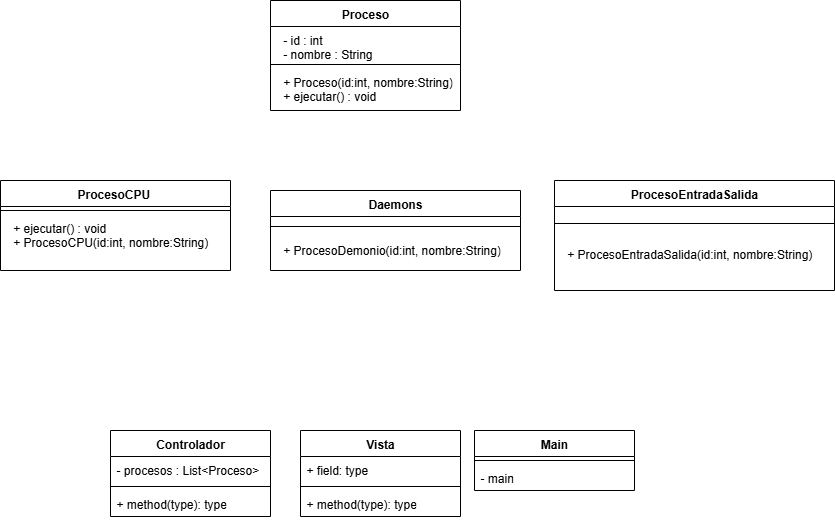 Proceso
- id : int
- nombre : String
+ Proceso(id:int, nombre:String)
+ ejecutar() : void
ProcesoCPU
+ ejecutar() : void
+ ProcesoCPU(id:int, nombre:String)
Daemons
+ ProcesoDemonio(id:int, nombre:String)
ProcesoEntradaSalida
+ ProcesoEntradaSalida(id:int, nombre:String)
Controlador
- procesos : List<Proceso>
+ method(type): type
Vista
+ field: type
+ method(type): type
Main
- main